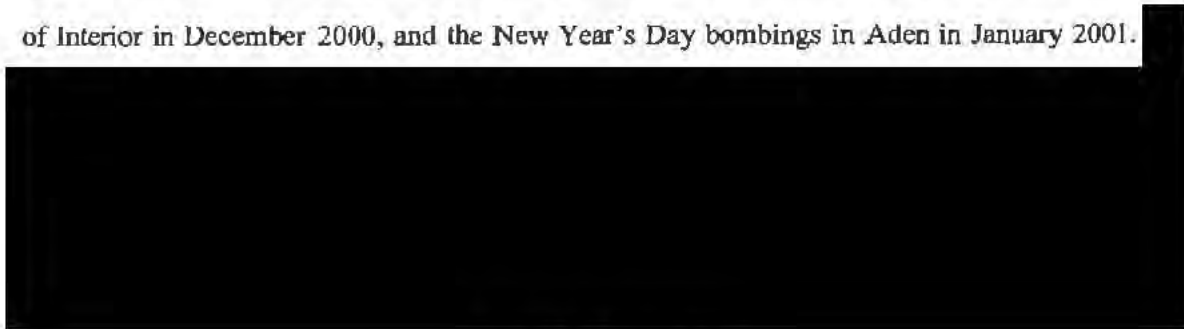 of Interior in December 2000, and the New Year's Day bombings in Aden in January 2001.